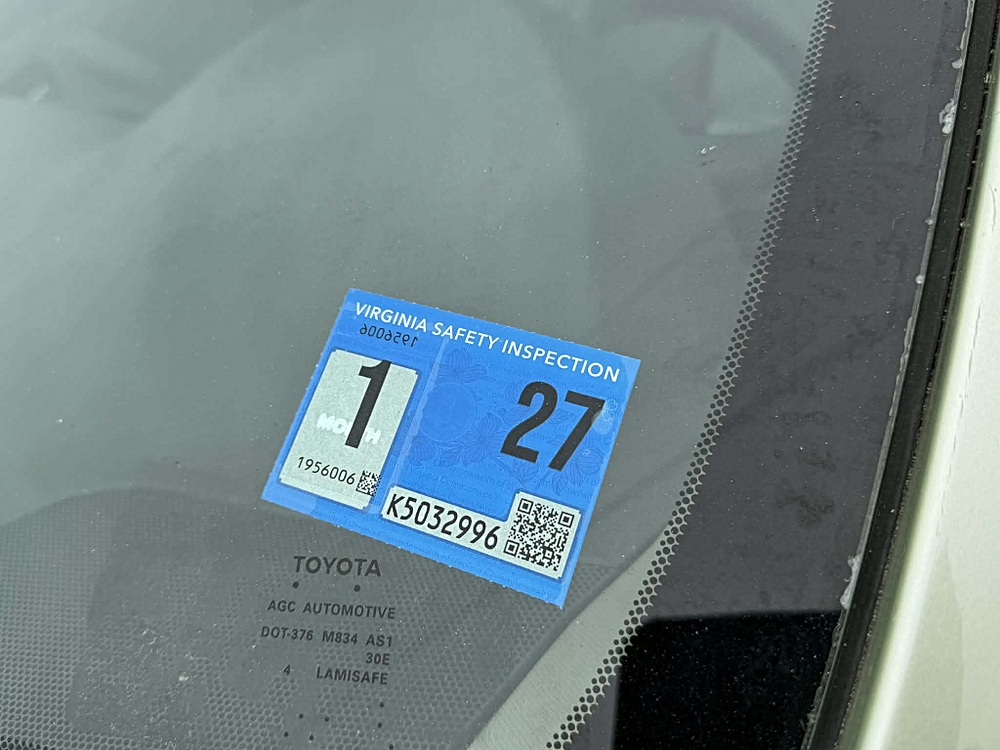 VIRGINIA SAFETY INSPECTION
1956006
1
27
MONTH
1956006
K5032996
TOYOTA
AGC AUTOMOTIVE
DOT-376 M834 AS1
30E
4 LAMISAFE